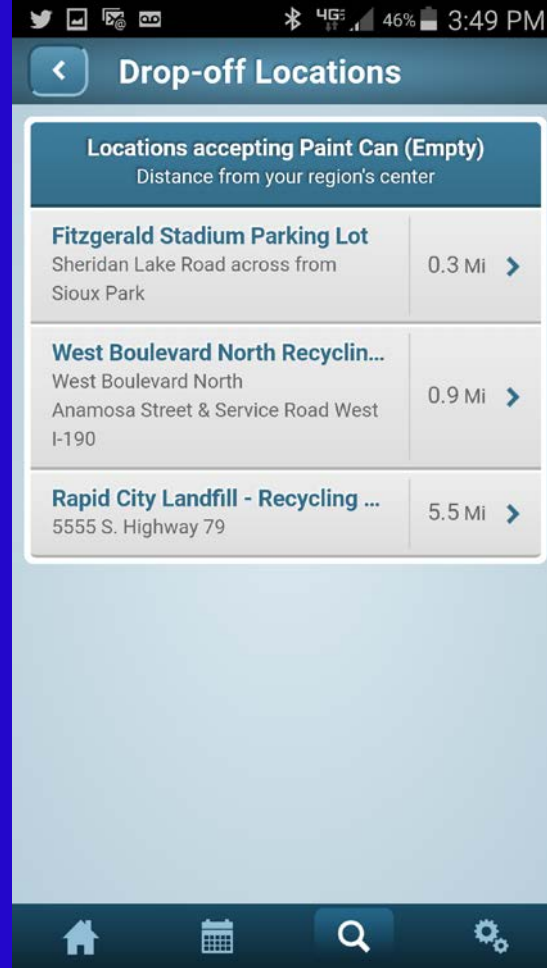 4G 46% 3:49 PM
Drop-off Locations
Locations accepting Paint Can (Empty)
Distance from your region's center
Fitzgerald Stadium Parking Lot
Sheridan Lake Road across from
Sioux Park
0.3 Mi
West Boulevard North Recyclin...
West Boulevard North
Anamosa Street & Service Road West
I-190
0.9 Mi
Rapid City Landfill - Recycling ...
5555 S. Highway 79
5.5 Mi